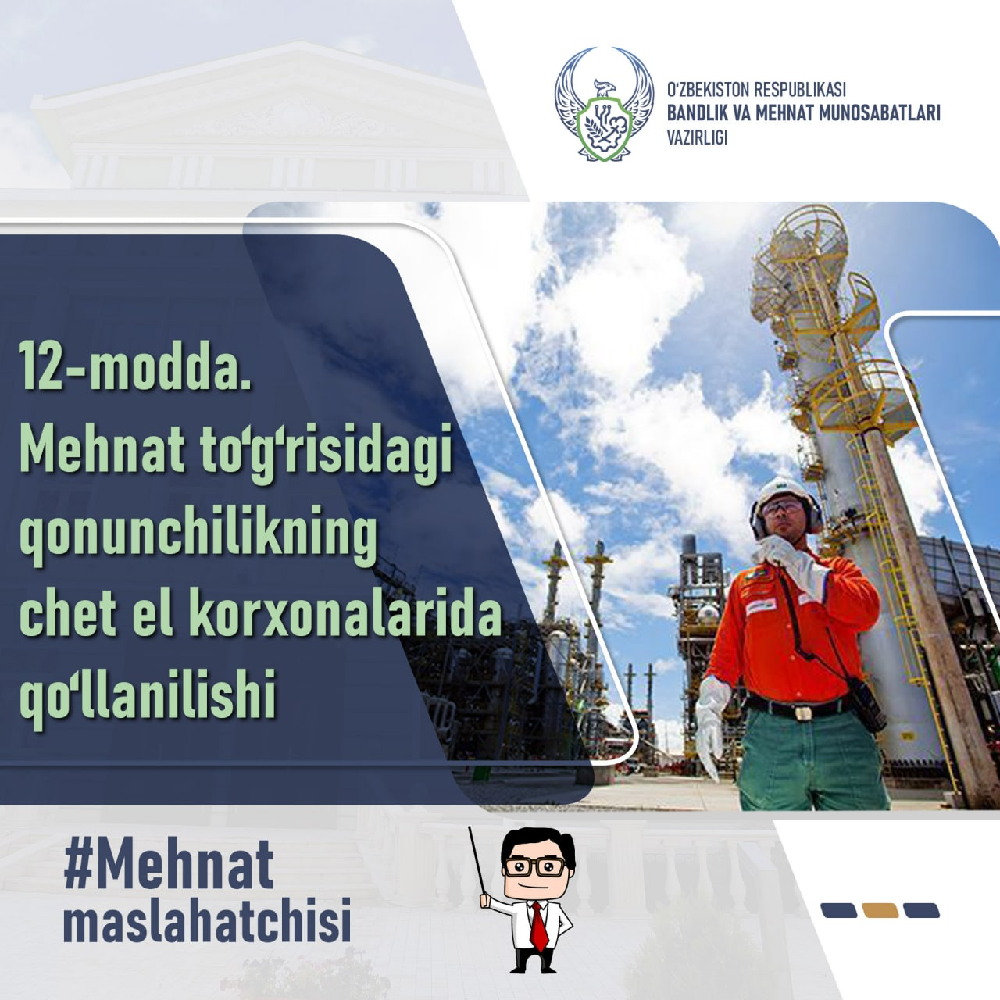 O‘ZBEKISTON RESPUBLIKASI
BANDLIK VA MEHNAT MUNOSABATLARI
VAZIRLIGI
12-modda.
Mehnat to‘g‘risidagi
qonunchilikning
chet el korxonalarida
qo‘llanilishi
#Mehnat
maslahatchisi